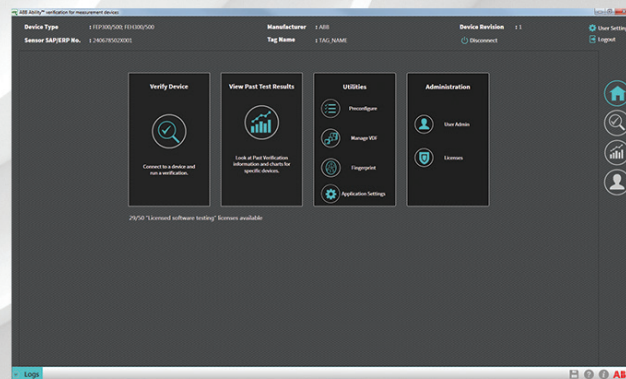 ABB Ability™ verification for measurement devices
Device Type : FEP300/500, FEH300/500
Manufacturer : ABB
Device Revision : 1
User Setting
Sensor SAP/ERP No. : 240678502X001
Tag Name : TAG_NAME
Disconnect
Logout
Verify Device
Connect to a device and
run a verification.
View Past Test Results
Look at Past Verification
information and charts for
specific devices.
Utilities
Preconfigure
Manage VDF
Fingerprint
Application Settings
Administration
User Admin
Licenses
29/50 "Licensed software testing" licenses available
Logs